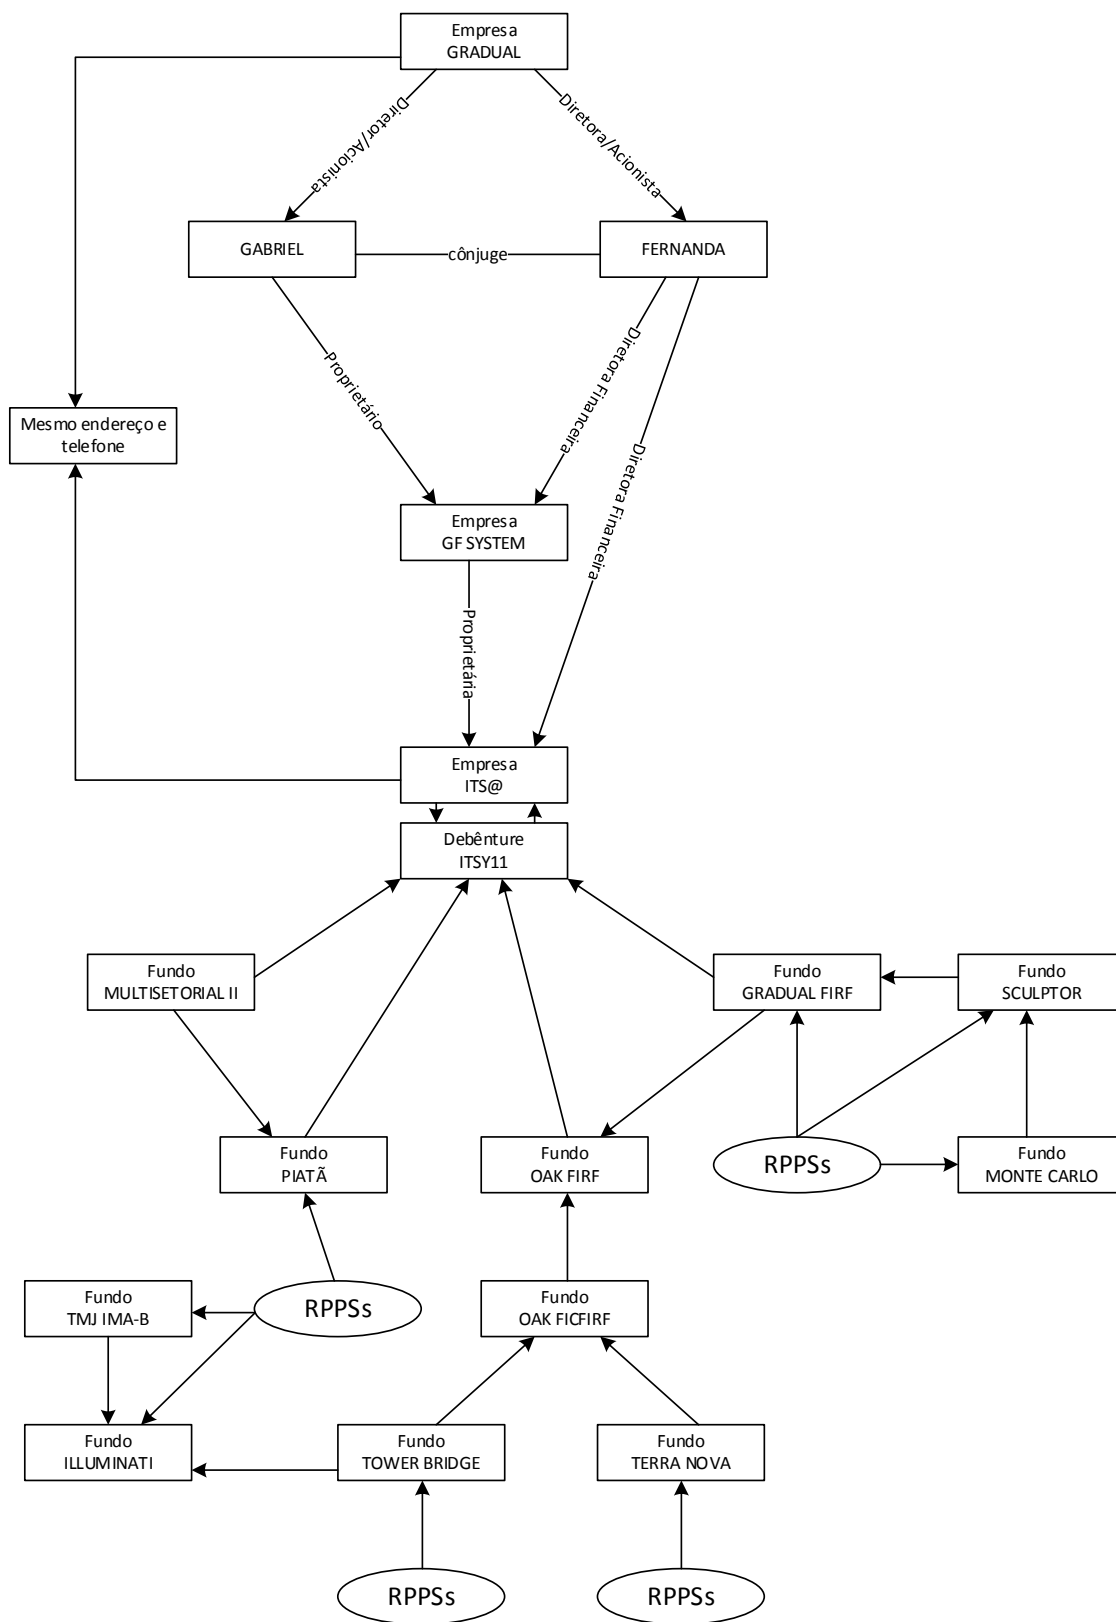 Empresa
GRADUAL
Diretor/Acionista
Diretora/Acionista
GABRIEL
cônjuge
FERNANDA
Proprietário
Diretora Financeira
Diretora Financeira
Mesmo endereço e
telefone
Empresa
GF SYSTEM
Proprietária
Empresa
ITS@
Debênture
ITSY11
Fundo
MULTISETORIAL II
Fundo
GRADUAL FIRF
Fundo
SCULPTOR
Fundo
PIATÃ
Fundo
OAK FIRF
RPPSs
Fundo
MONTE CARLO
Fundo
TMJ IMA-B
RPPSs
Fundo
OAK FICFIRF
Fundo
ILLUMINATI
Fundo
TOWER BRIDGE
Fundo
TERRA NOVA
RPPSs
RPPSs